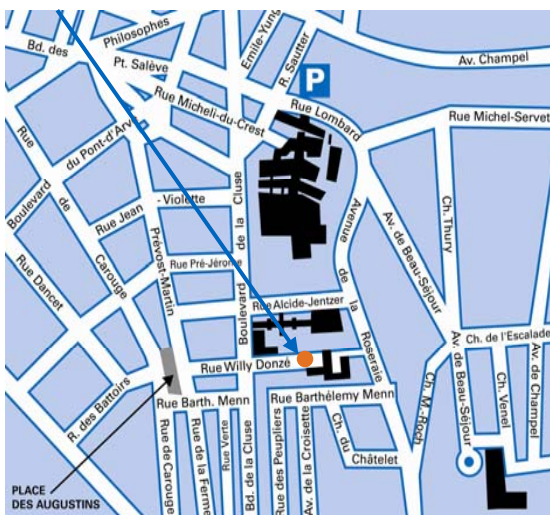 Philosophes
Bd. des
Pt. Salève
Emile-Yung
R. Sautter
P
Av. Champel
Rue Micheli-du-Crest
Rue Lombard
Rue Michel-Servet
Rue
du Pont-d'Arve
Boulevard
de
Carouge
Rue Jean
-Violette
Boulevard
de la Cluse
Avenue
de
la
Roseraie
Av. de Beau-Séjour
Ch. Thury
Rue Dancet
Prévost-Martin
Rue Pré-Jérome
Rue Alcide-Jentzer
Ch. de l'Escalade
Rue Willy Donzé
Av. de Beau-Séjour
Av. de Champel
Ch. Venel
Ch. M.-Roch
R. des Battoirs
Rue Barth. Menn
Rue Barthélemy Menn
Rue de Carouge
Rue de la Ferme
Rue Verte
Bd. de la Cluse
Rue des Peupliers
Av. de la Croisette
Ch. du
Châtelet
PLACE
DES AUGUSTINS